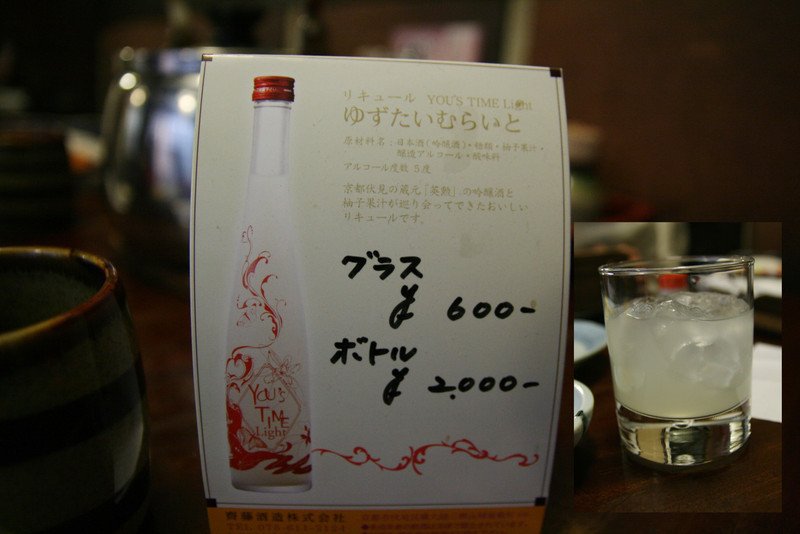 リキュール YOU'S TIME Light
ゆずたいむらいと
原材料名：日本酒(吟醸酒)・糖類・柚子果汁・
醸造アルコール・酸味料
アルコール度数 5度
京都伏見の蔵元「英勲」の吟醸酒と
柚子果汁が巡り会ってできたおいしい
リキュールです。
グラス
¥ 600-
ボトル
¥ 2,000-
YOU'S
TIME
Light
齊藤酒造株式会社